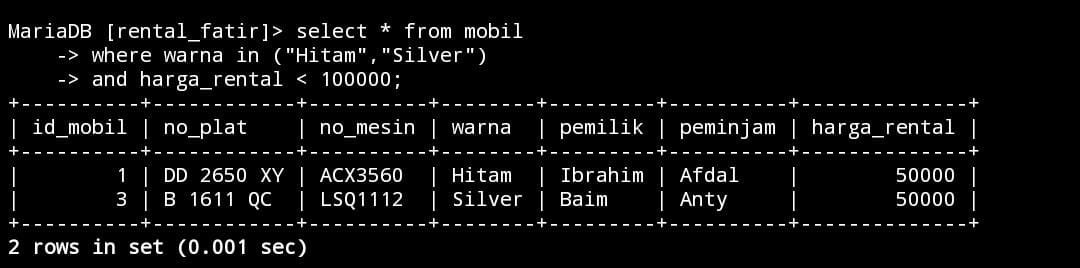 MariaDB [rental_fatir]> select * from mobil
    -> where warna in ("Hitam","Silver")
    -> and harga_rental < 100000;
+----------+------------+----------+--------+---------+----------+--------------+
| id_mobil | no_plat    | no_mesin | warna  | pemilik | peminjam | harga_rental |
+----------+------------+----------+--------+---------+----------+--------------+
|        1 | DD 2650 XY | ACX3560  | Hitam  | Ibrahim | Afdal    |        50000 |
|        3 | B 1611 QC  | LSQ1112  | Silver | Baim    | Anty     |        50000 |
+----------+------------+----------+--------+---------+----------+--------------+
2 rows in set (0.001 sec)